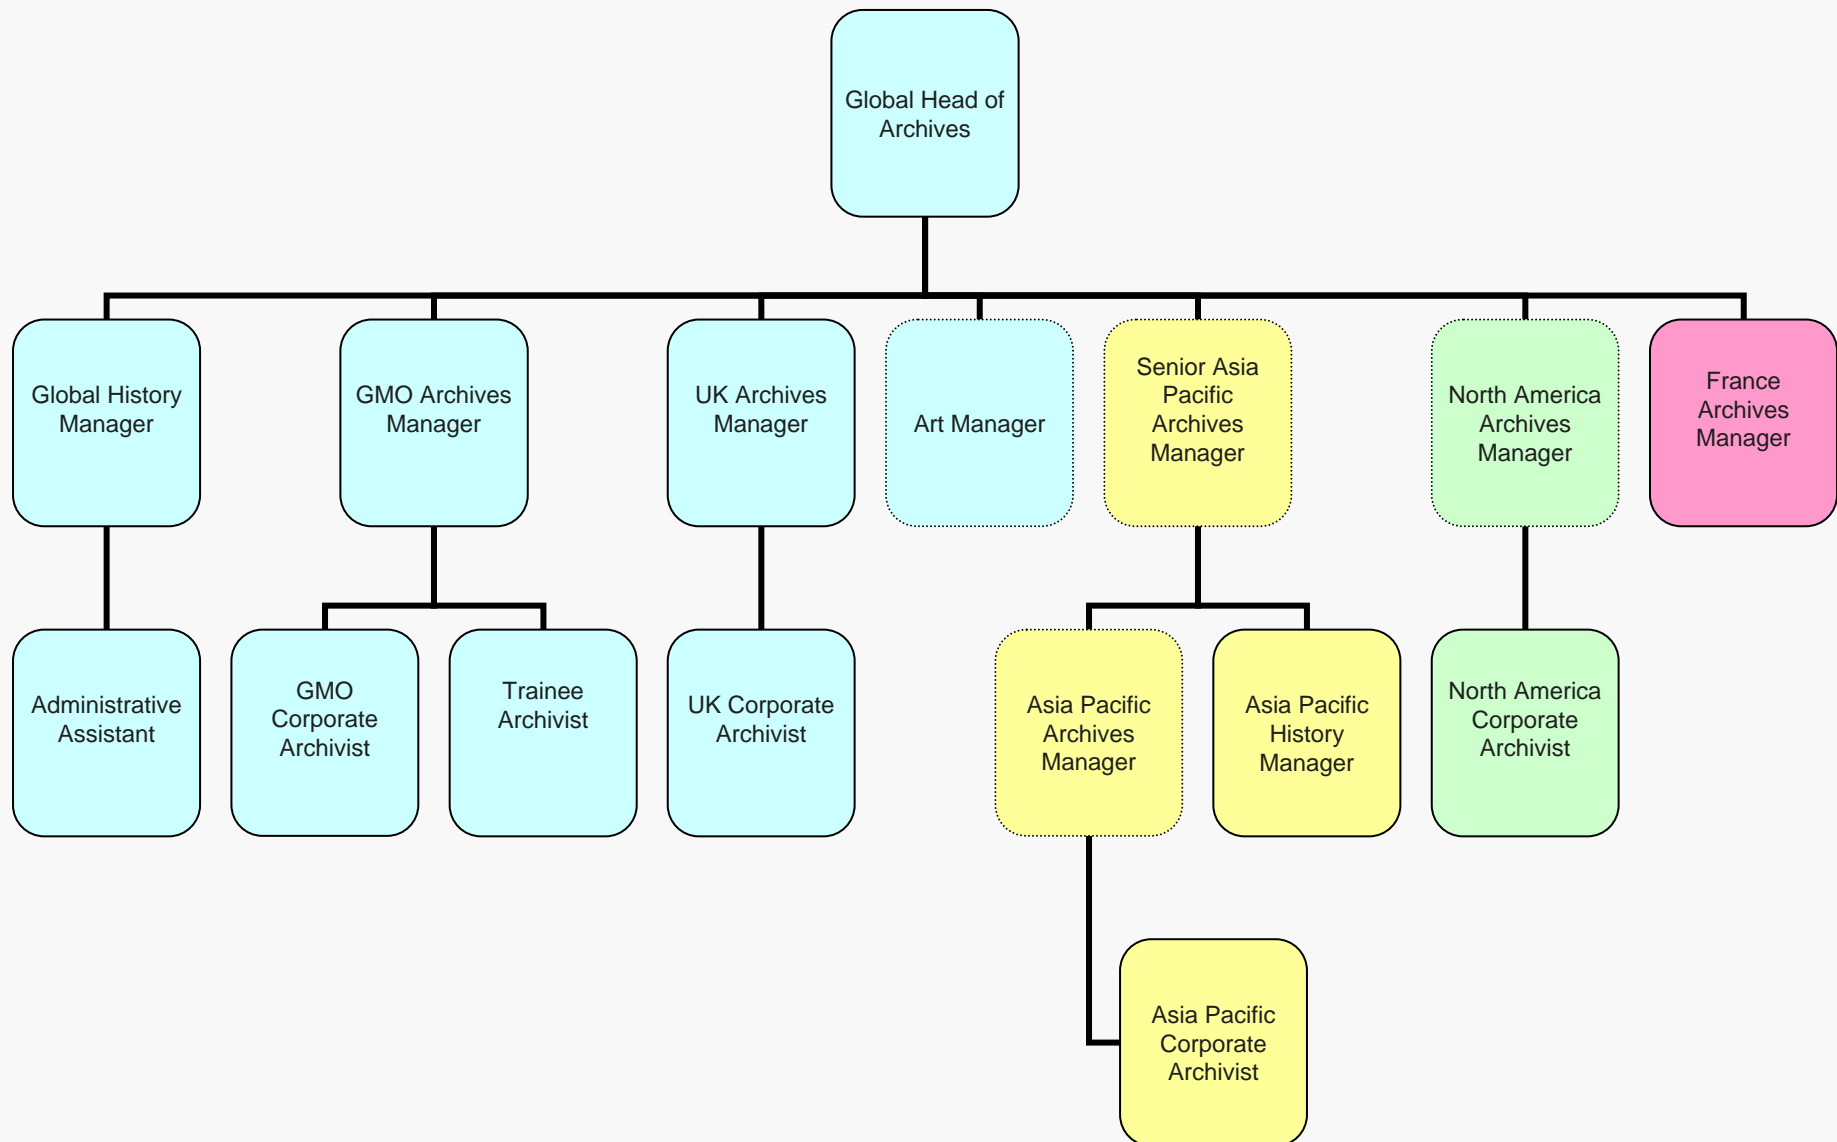 Global Head of
Archives
Global History
Manager
GMO Archives
Manager
UK Archives
Manager
Art Manager
Senior Asia
Pacific
Archives
Manager
North America
Archives
Manager
France
Archives
Manager
Administrative
Assistant
GMO
Corporate
Archivist
Trainee
Archivist
UK Corporate
Archivist
Asia Pacific
Archives
Manager
Asia Pacific
History
Manager
North America
Corporate
Archivist
Asia Pacific
Corporate
Archivist